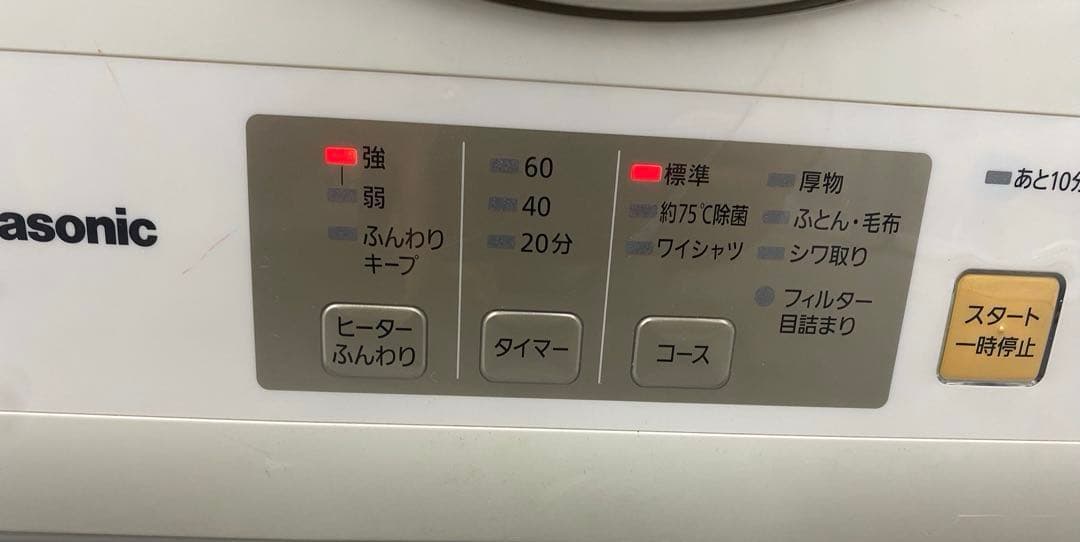 asonic
強
弱
ふんわり
キープ
ヒーター
ふんわり
60
40
20分
タイマー
標準
約75℃除菌
ワイシャツ
厚物
ふとん・毛布
シワ取り
フィルター
目詰まり
コース
あと10分
スタート
一時停止